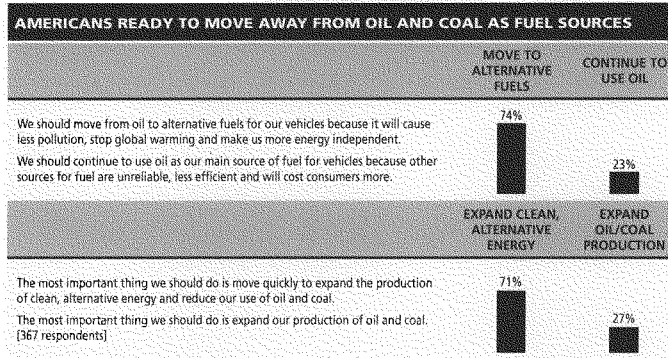 AMERICANS READY TO MOVE AWAY FROM OIL AND COAL AS FUEL SOURCES
MOVE TO
ALTERNATIVE
FUELS
CONTINUE TO
USE OIL
We should move from oil to alternative fuels for our vehicles because it will cause
less pollution, stop global warming and make us more energy independent.
We should continue to use oil as our main source of fuel for vehicles because other
sources for fuel are unreliable, less efficient and will cost consumers more.
74%
23%
EXPAND CLEAN,
ALTERNATIVE
ENERGY
EXPAND
OIL/COAL
PRODUCTION
The most important thing we should do is move quickly to expand the production
of clean, alternative energy and reduce our use of oil and coal.
The most important thing we should do is expand our production of oil and coal.
[367 respondents]
71%
27%